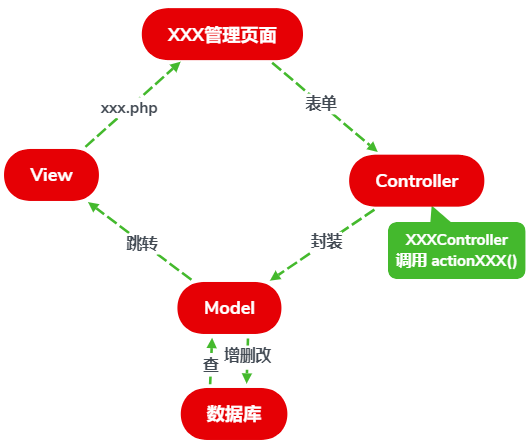 XXX管理页面
xxx.php
表单
View
Controller
XXXController
调用 actionXXX()
跳转
封装
Model
查
增删改
数据库